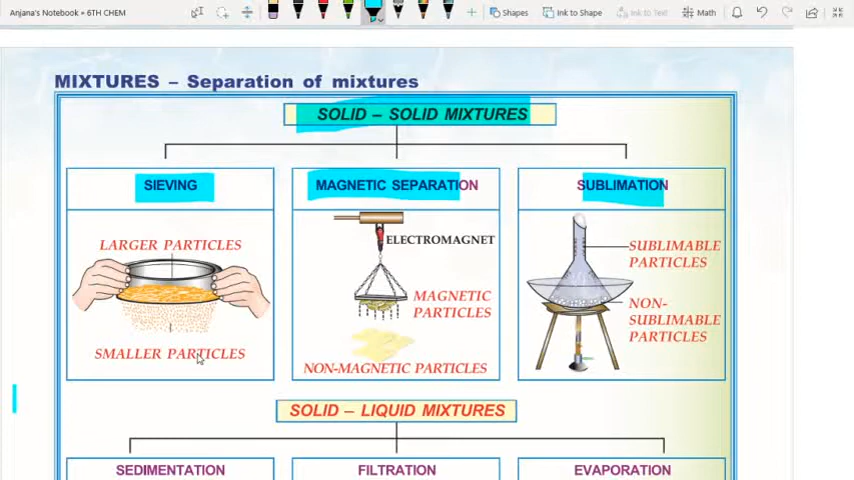 Anjana's Notebook » 6TH CHEM
Shapes
Ink to Shape
Ink to Text
Math
MIXTURES – Separation of mixtures
SOLID – SOLID MIXTURES
SIEVING
MAGNETIC SEPARATION
SUBLIMATION
LARGER PARTICLES
SMALLER PARTICLES
ELECTROMAGNET
MAGNETIC
PARTICLES
NON-MAGNETIC PARTICLES
SUBLIMABLE
PARTICLES
NON-
SUBLIMABLE
PARTICLES
SOLID – LIQUID MIXTURES
SEDIMENTATION
FILTRATION
EVAPORATION